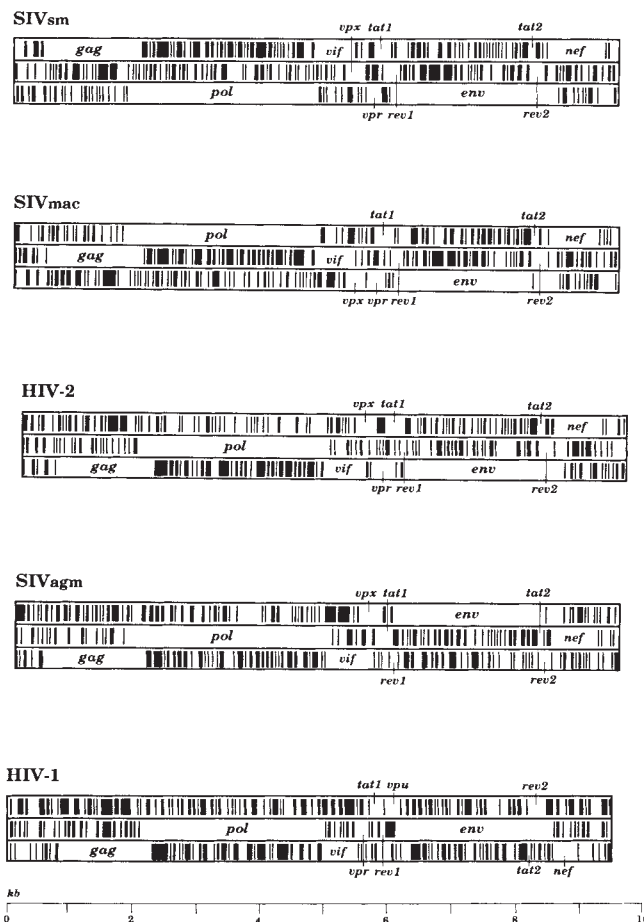 SIVsm
vpx tat1 tat2
gag vif nef
pol env
vpr rev1 rev2
SIVmac
tat1 tat2
pol nef
gag vif
env
vpx vpr rev1 rev2
HIV-2
vpx tat1 tat2
nef
pol
gag vif env
vpr rev1 rev2
SIVagm
vpx tat1 tat2
env
pol nef
gag vif
rev1 rev2
HIV-1
tat1 vpu rev2
pol env
gag vif
vpr rev1 tat2 nef
kb
0 2 4 6 8 10